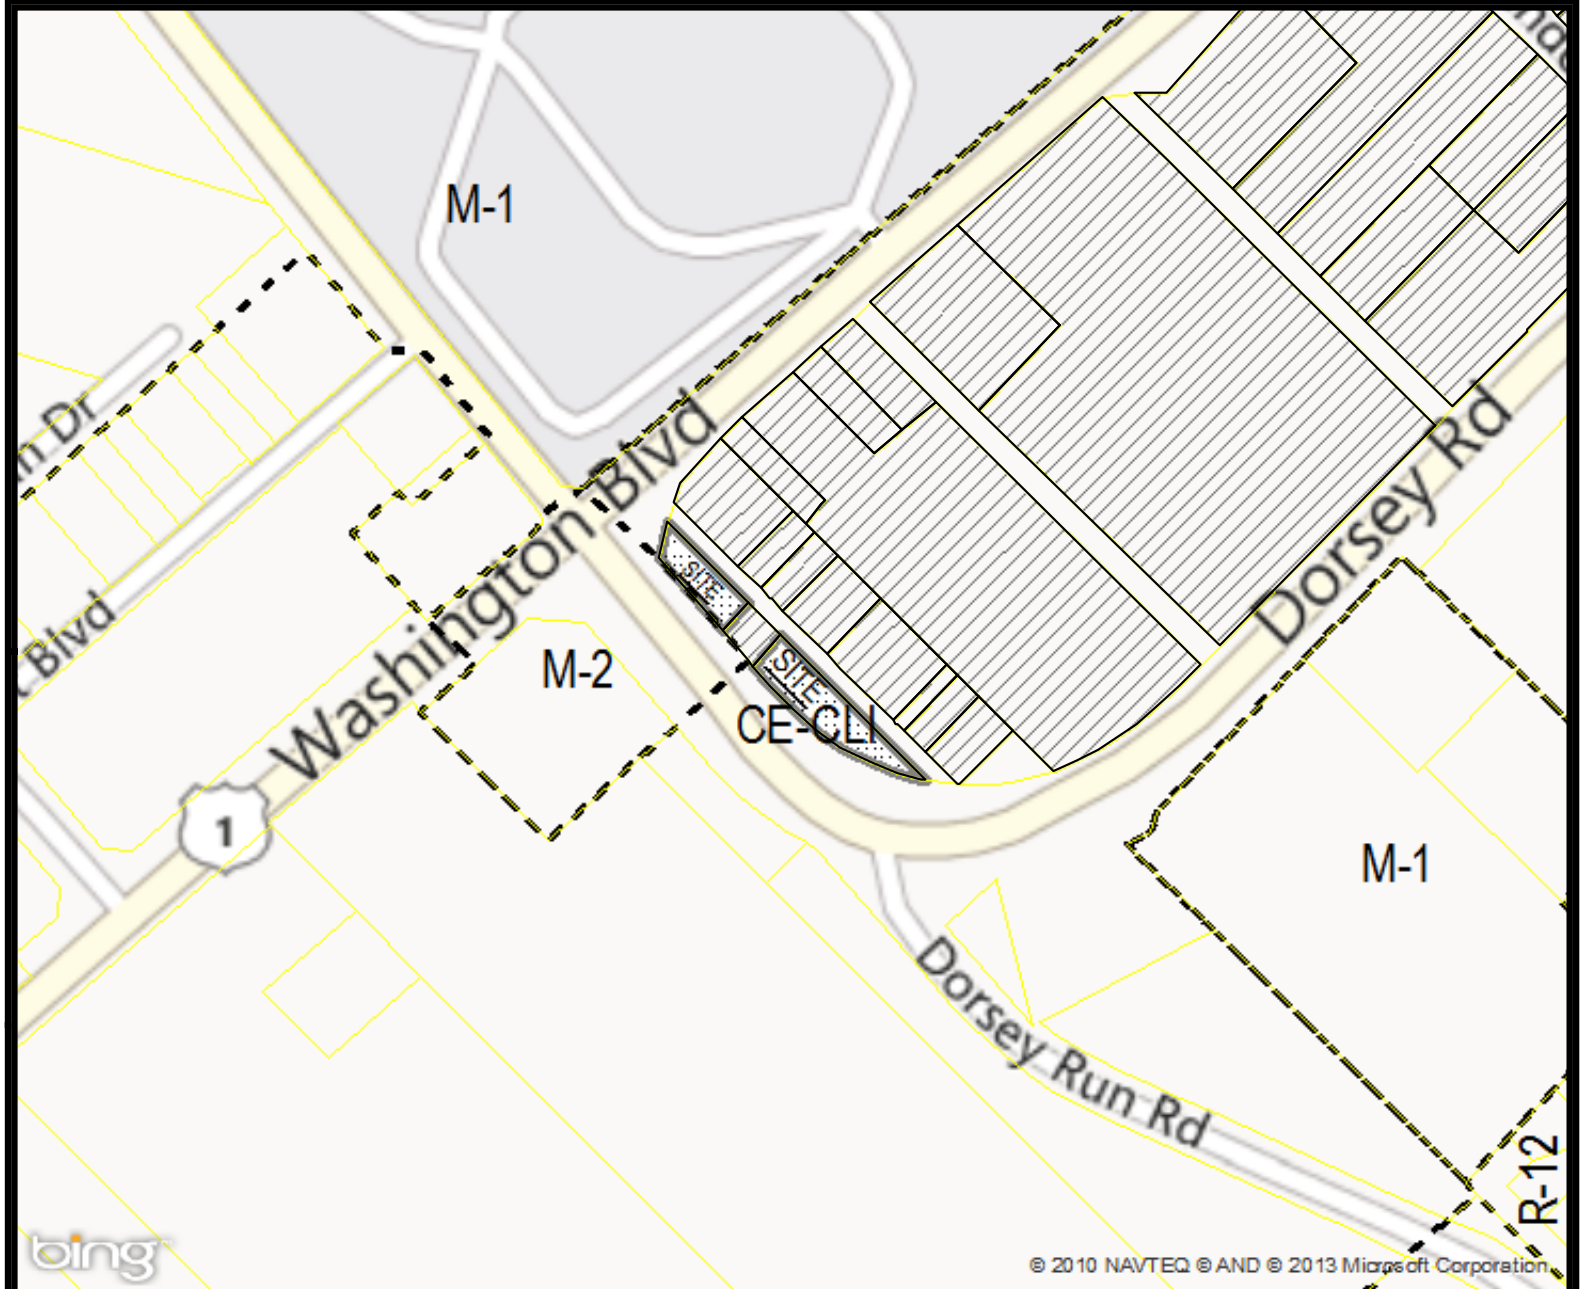 M-1
Washington Blvd
Dorsey Rd
Blvd
Dr
SITE
SITE
M-2
CE-CLI
1
M-1
Dorsey Run Rd
R-12
bing
© 2010 NAVTEQ © AND © 2013 Microsoft Corporation